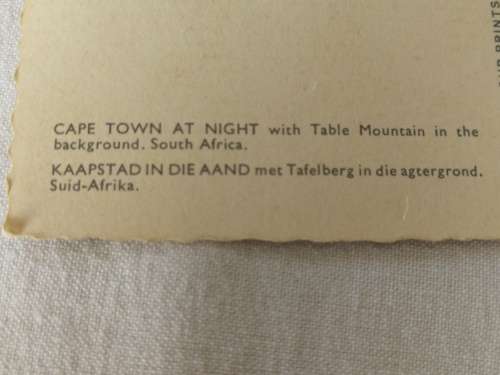 CAPE TOWN AT NIGHT with Table Mountain in the
background. South Africa.
KAAPSTAD IN DIE AAND met Tafelberg in die agtergrond.
Suid-Afrika.
PRINTS